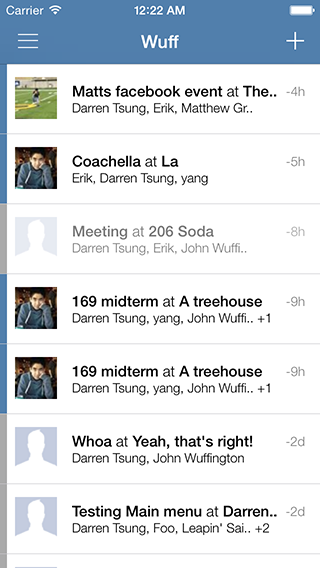 Carrier 11:22 AM
Wuff
Matts facebook event at The.. -4h
Darren Tsung, Erik, Matthew Gr..
Coachella at La -5h
Erik, Darren Tsung, yang
Meeting at 206 Soda -8h
Darren Tsung, Erik, John Wuffi..
169 midterm at A treehouse -9h
Darren Tsung, yang, John Wuffi.. +1
169 midterm at A treehouse -9h
Darren Tsung, yang, John Wuffi.. +1
Whoa at Yeah, that's right! -2d
Darren Tsung, John Wuffington
Testing Main menu at Darren.. -2d
Darren Tsung, Foo, Leapin' Sai.. +2